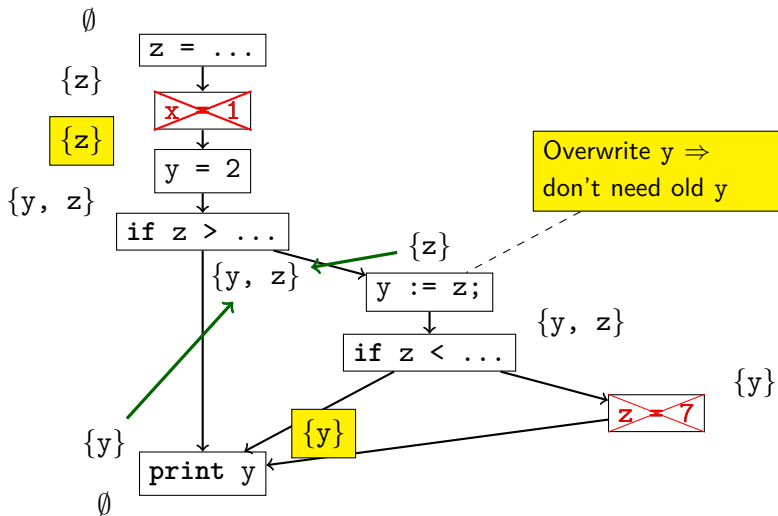 ∅
z = ...
{z}
x = 1
{z}
y = 2
Overwrite y ⇒
don't need old y
{y, z}
if z > ...
{z}
{y, z}
y := z;
{y, z}
if z < ...
{y}
z = 7
{y}
{y}
print y
∅